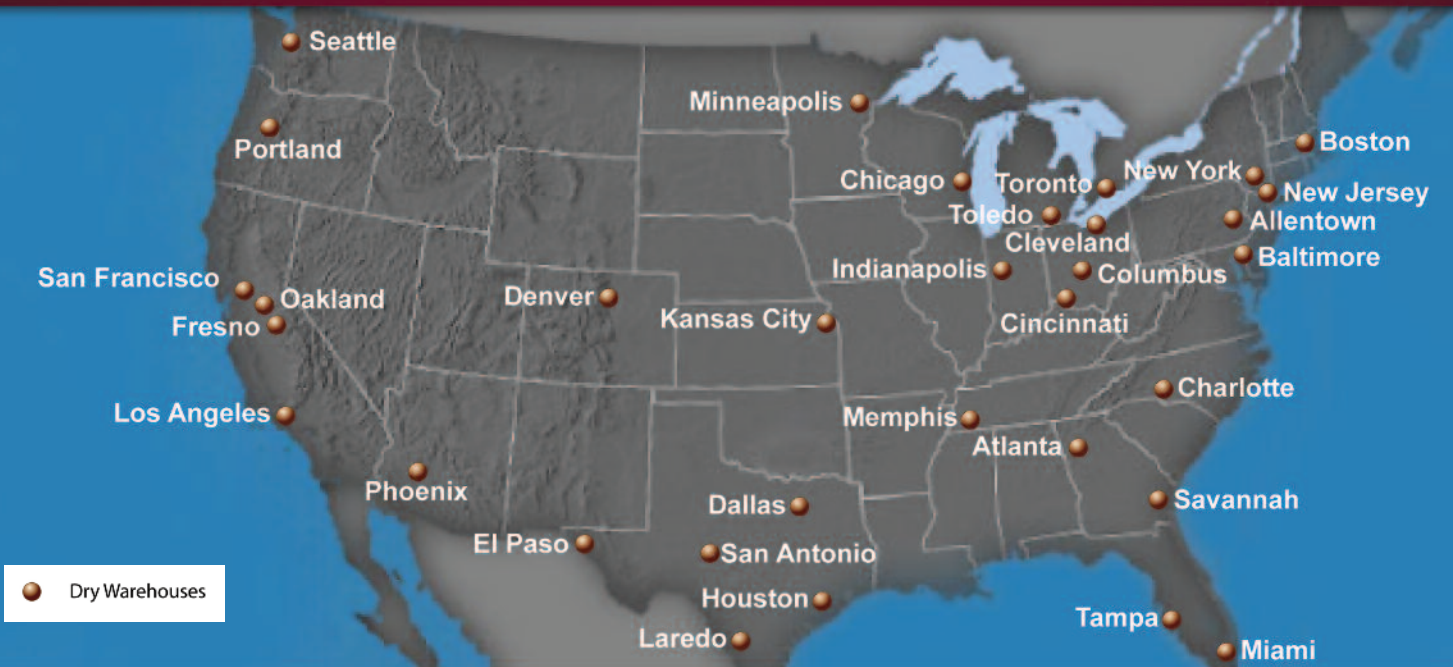 Seattle
Minneapolis
Portland
Boston
Chicago
Toronto
New York
New Jersey
Toledo
Allentown
Cleveland
Baltimore
San Francisco
Indianapolis
Columbus
Oakland
Denver
Fresno
Kansas City
Cincinnati
Charlotte
Los Angeles
Memphis
Atlanta
Phoenix
Dallas
Savannah
El Paso
San Antonio
Dry Warehouses
Houston
Tampa
Laredo
Miami